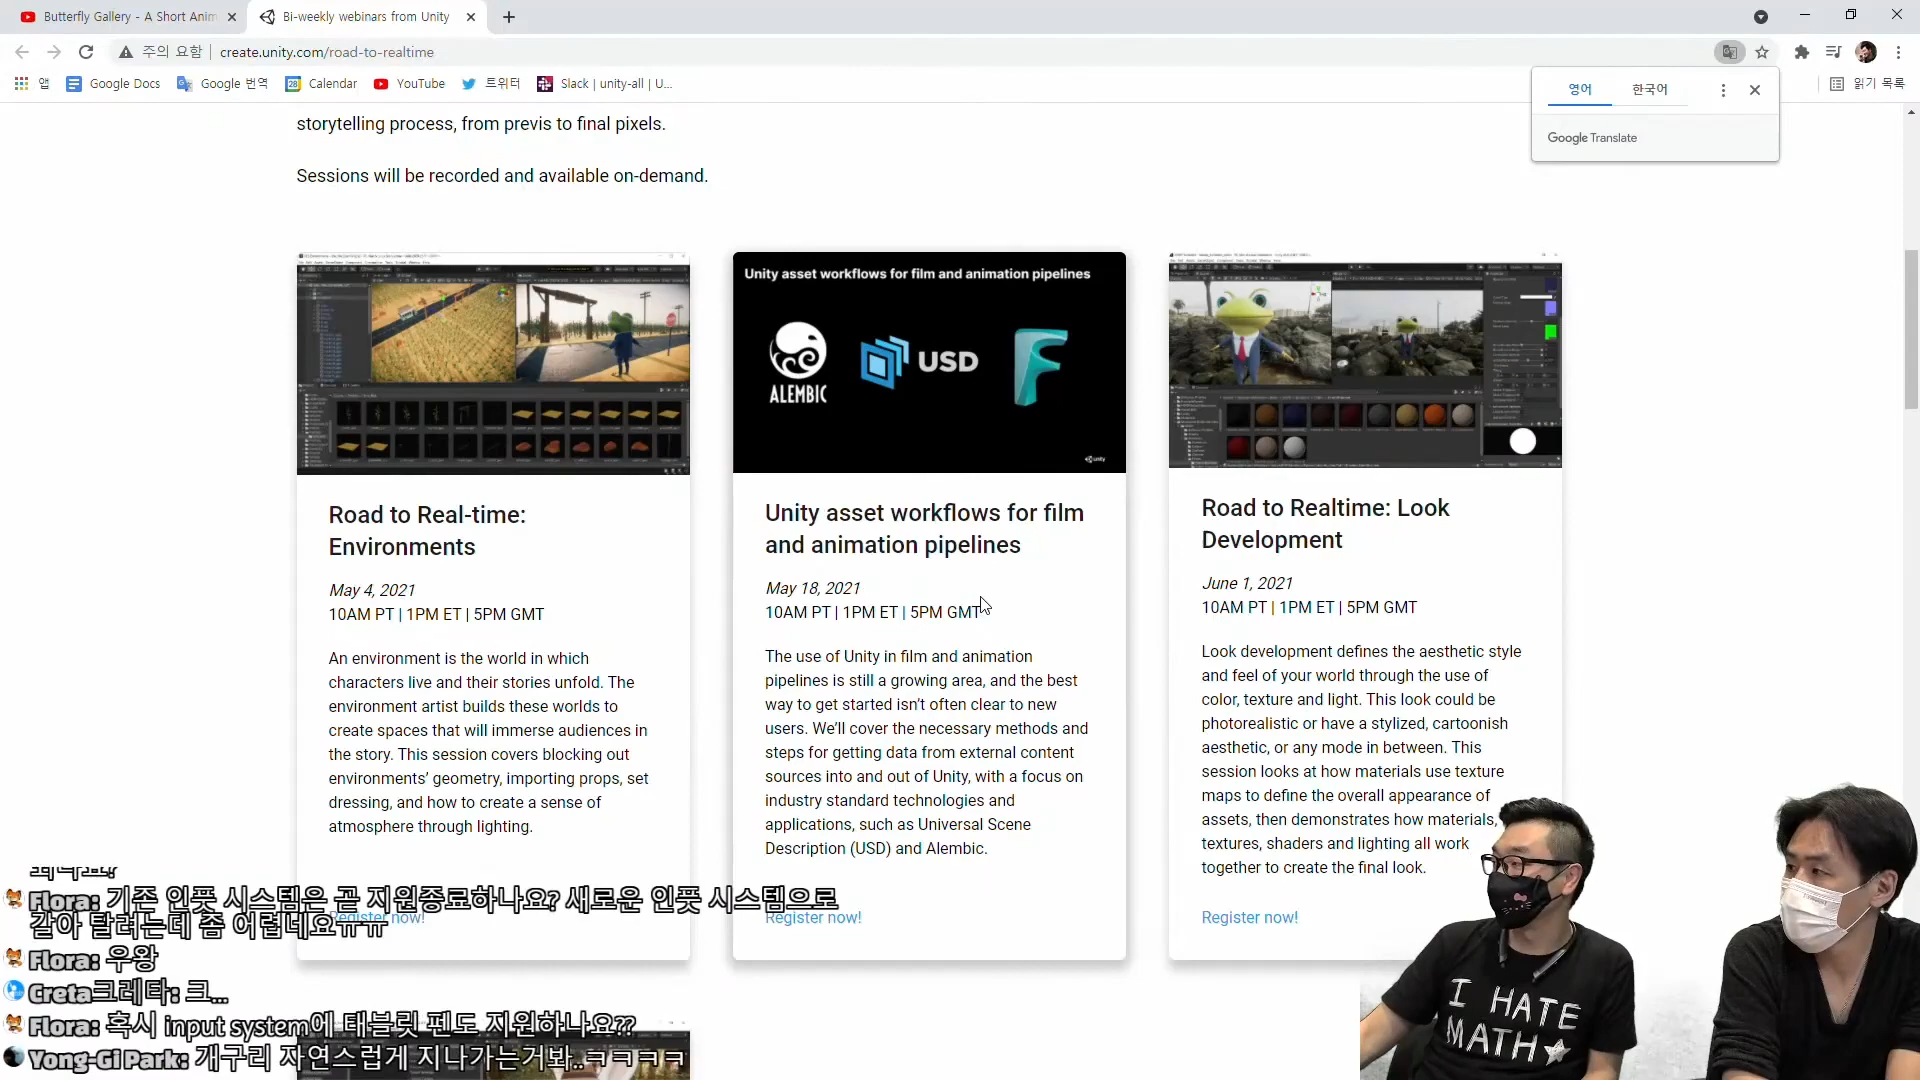 Butterfly Gallery - A Short Anim
Bi-weekly webinars from Unity
주의 요함
create.unity.com/road-to-realtime
앱
Google Docs
Google 번역
Calendar
YouTube
트위터
Slack | unity-all | U...
읽기 목록
영어
한국어
Google Translate
storytelling process, from previs to final pixels.
Sessions will be recorded and available on-demand.
Road to Real-time:
Environments
May 4, 2021
10AM PT | 1PM ET | 5PM GMT
An environment is the world in which
characters live and their stories unfold. The
environment artist builds these worlds to
create spaces that will immerse audiences in
the story. This session covers blocking out
environments’ geometry, importing props, set
dressing, and how to create a sense of
atmosphere through lighting.
Register now!
Unity asset workflows for film and animation pipelines
ALEMBIC
USD
unity
Unity asset workflows for film
and animation pipelines
May 18, 2021
10AM PT | 1PM ET | 5PM GMT
The use of Unity in film and animation
pipelines is still a growing area, and the best
way to get started isn’t often clear to new
users. We’ll cover the necessary methods and
steps for getting data from external content
sources into and out of Unity, with a focus on
industry standard technologies and
applications, such as Universal Scene
Description (USD) and Alembic.
Register now!
Road to Realtime: Look
Development
June 1, 2021
10AM PT | 1PM ET | 5PM GMT
Look development defines the aesthetic style
and feel of your world through the use of
color, texture and light. This look could be
photorealistic or have a stylized, cartoonish
aesthetic, or any mode in between. This
session looks at how materials use texture
maps to define the overall appearance of
assets, then demonstrates how materials,
textures, shaders and lighting all work
together to create the final look.
Register now!
Flora: 기존 인풋 시스템은 곧 지원종료하나요? 새로운 인풋 시스템으로
갈아 탈려는데 좀 어렵네요ㅠㅠ
Flora: 우왕
Creta크레타: 크...
Flora: 혹시 input system에 태블릿 펜도 지원하나요??
Yong-Gi Park: 개구리 자연스럽게 지나가는거봐..ㅋㅋㅋㅋ
I HATE
MATH